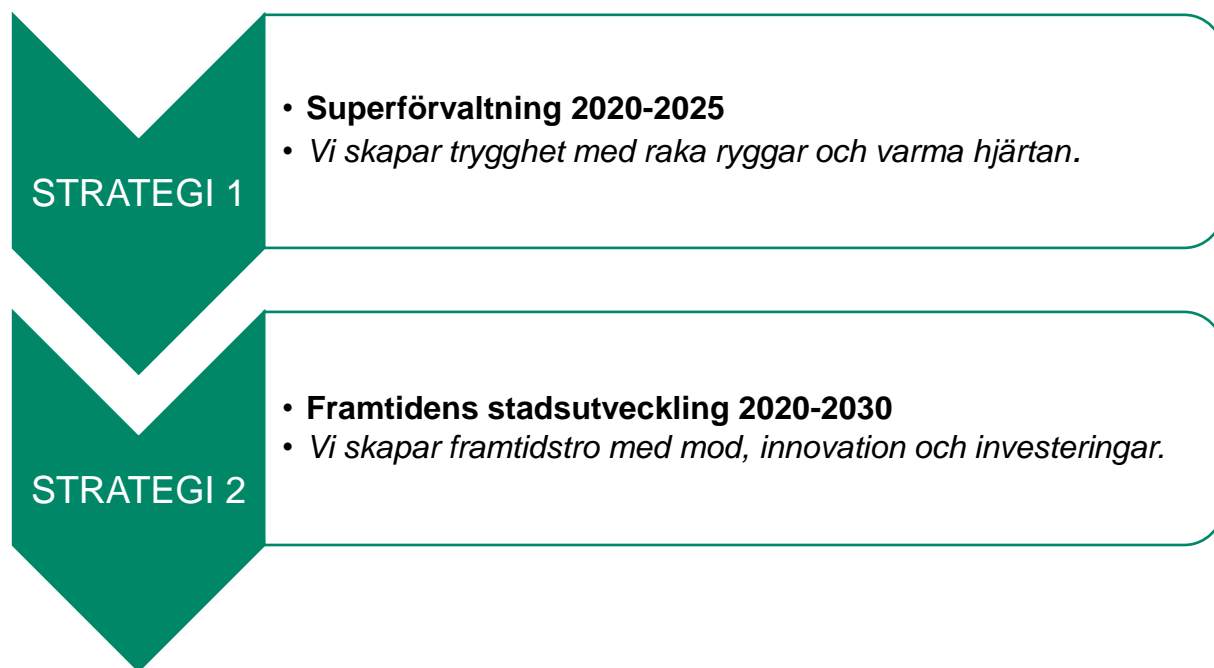 STRATEGI 1
• Superförvaltning 2020-2025
• Vi skapar trygghet med raka ryggar och varma hjärtan.
STRATEGI 2
• Framtidens stadsutveckling 2020-2030
• Vi skapar framtidstro med mod, innovation och investeringar.